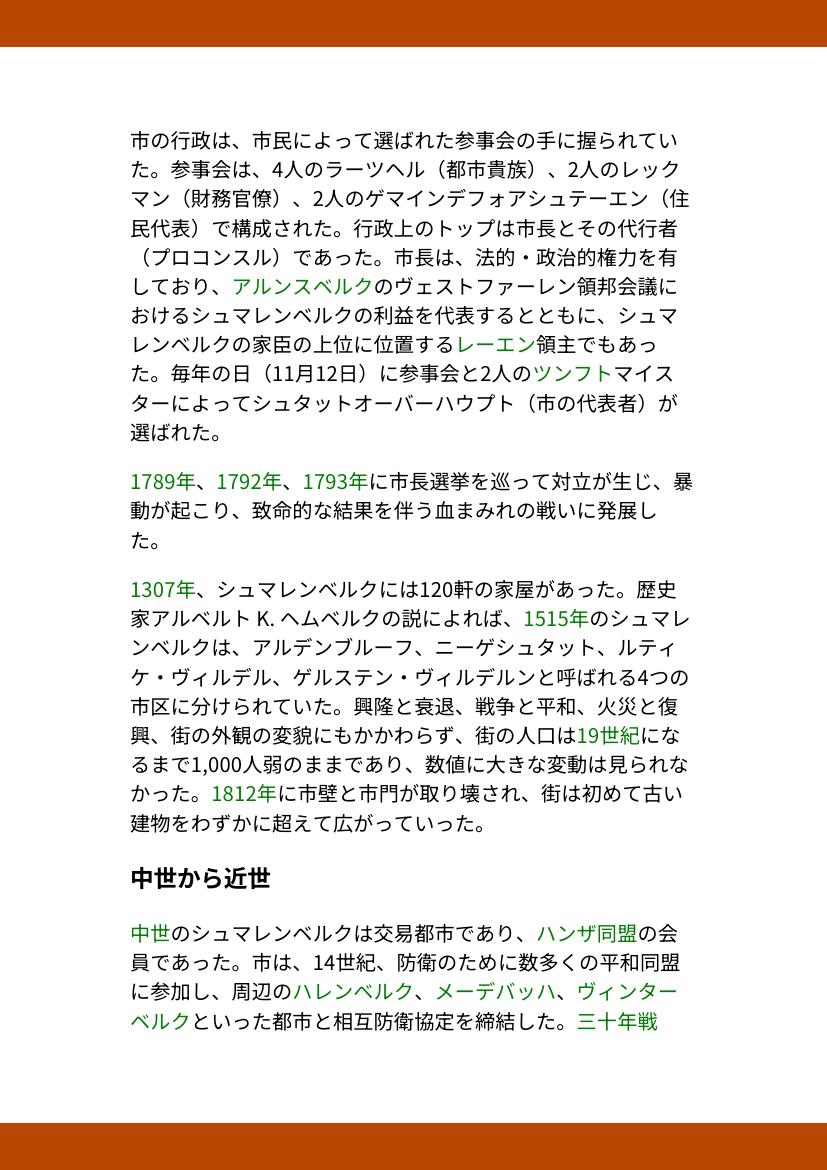 市の行政は、市民によって選ばれた参事会の手に握られてい
た。参事会は、4人のラーツヘル（都市貴族）、2人のレック
マン（財務官僚）、2人のゲマインデフォアシュテーエン（住
民代表）で構成された。行政上のトップは市長とその代行者
（プロコンスル）であった。市長は、法的・政治的権力を有
しており、アルンスベルクのヴェストファーレン領邦会議に
おけるシュマレンベルクの利益を代表するとともに、シュマ
レンベルクの家臣の上位に位置するレーエン領主でもあっ
た。毎年の日（11月12日）に参事会と2人のツンフトマイス
ターによってシュタットオーバーハウプト（市の代表者）が
選ばれた。
1789年、1792年、1793年に市長選挙を巡って対立が生じ、暴
動が起こり、致命的な結果を伴う血まみれの戦いに発展し
た。
1307年、シュマレンベルクには120軒の家屋があった。歴史
家アルベルト K. ヘムベルクの説によれば、1515年のシュマレ
ンベルクは、アルデンブルーフ、ニーゲシュタット、ルティ
ケ・ヴィルデル、ゲルステン・ヴィルデルンと呼ばれる4つの
市区に分けられていた。興隆と衰退、戦争と平和、火災と復
興、街の外観の変貌にもかかわらず、街の人口は19世紀にな
るまで1,000人弱のままであり、数値に大きな変動は見られな
かった。1812年に市壁と市門が取り壊され、街は初めて古い
建物をわずかに超えて広がっていった。
中世から近世
中世のシュマレンベルクは交易都市であり、ハンザ同盟の会
員であった。市は、14世紀、防衛のために数多くの平和同盟
に参加し、周辺のハレンベルク、メーデバッハ、ヴィンター
ベルクといった都市と相互防衛協定を締結した。三十年戦